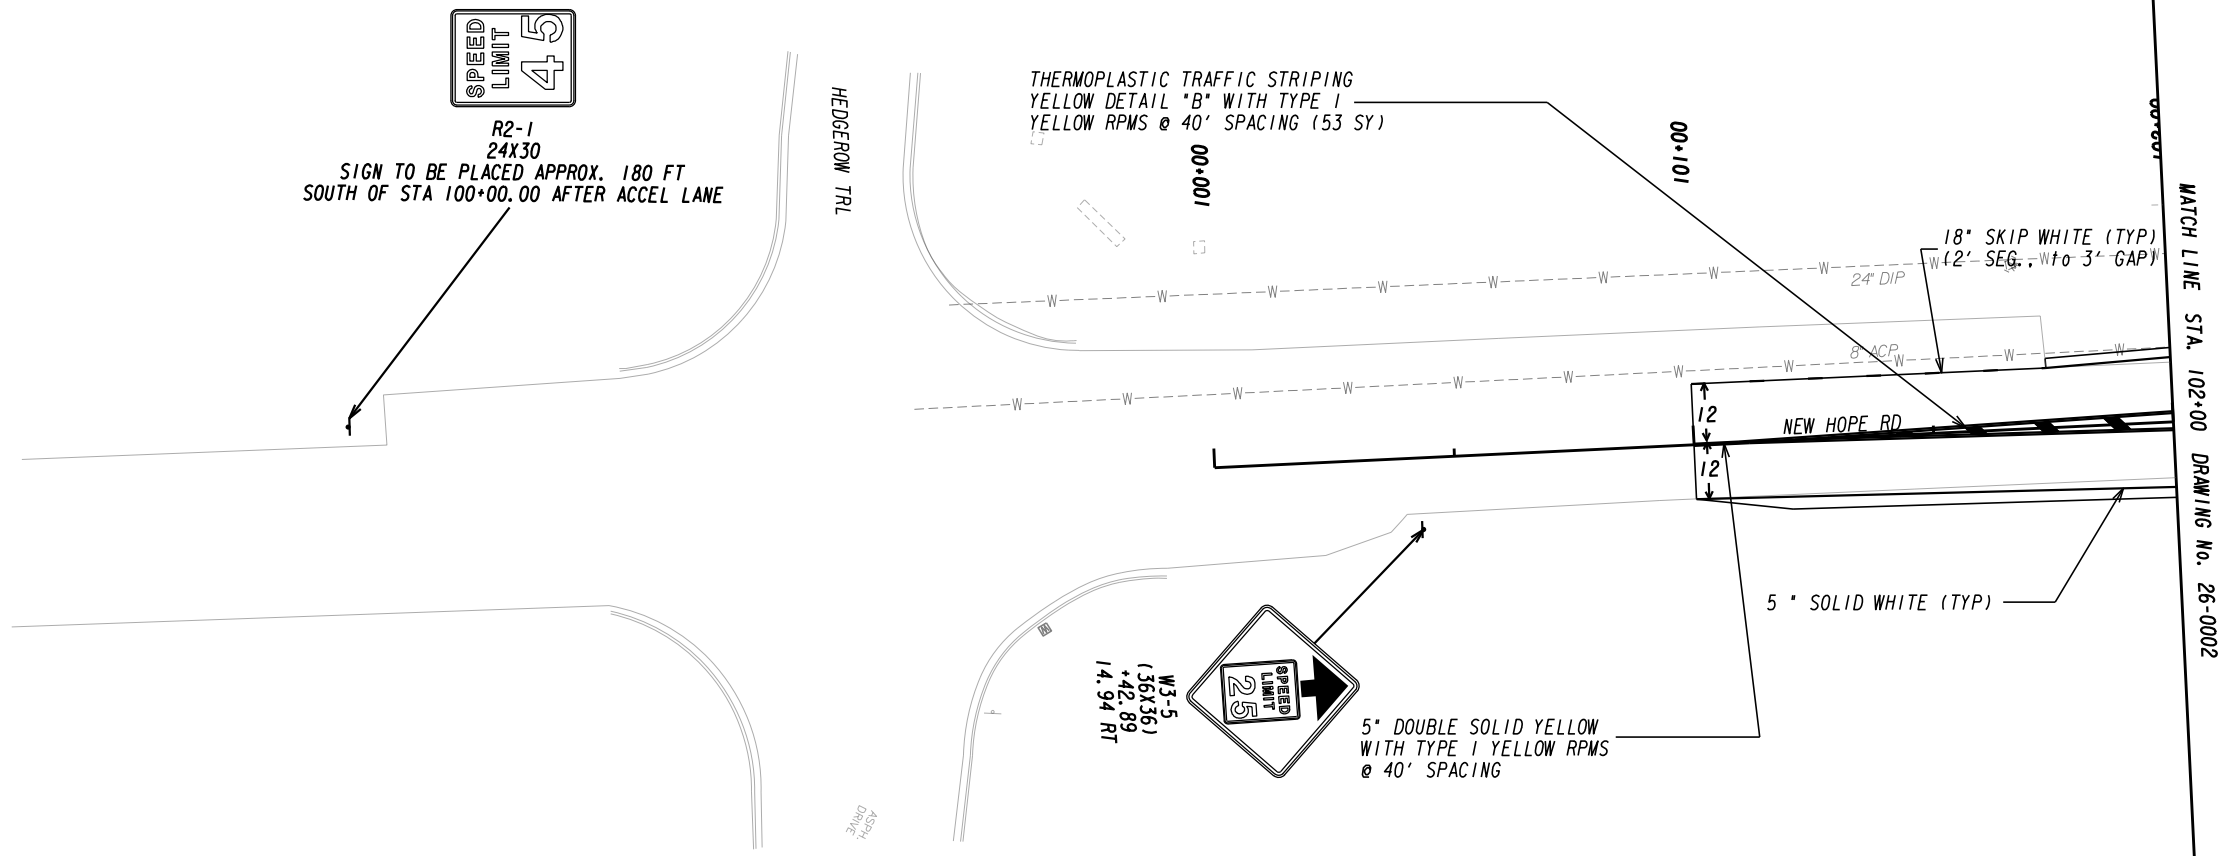 SPEED
LIMIT
45
R2-1
24X30
SIGN TO BE PLACED APPROX. 180 FT
SOUTH OF STA 100+00.00 AFTER ACCEL LANE
HEDGEROW TRL
THERMOPLASTIC TRAFFIC STRIPING
YELLOW DETAIL "B" WITH TYPE 1
YELLOW RPMS @ 40' SPACING (53 SY)
100+00
101+00
18" SKIP WHITE (TYP)
(2' SEG., to 3' GAP)
W W W W W W W W W W W
24" DIP
8" ACP
W W W W W W W W W W W
12
NEW HOPE RD
12
MATCH LINE STA. 102+00 DRAWING No. 26-0002
5 " SOLID WHITE (TYP)
SPEED
LIMIT
25
W3-5
(36X36)
+42.89
14.94 RT
5" DOUBLE SOLID YELLOW
WITH TYPE 1 YELLOW RPMS
@ 40' SPACING
P
ASPH.
DRIVE